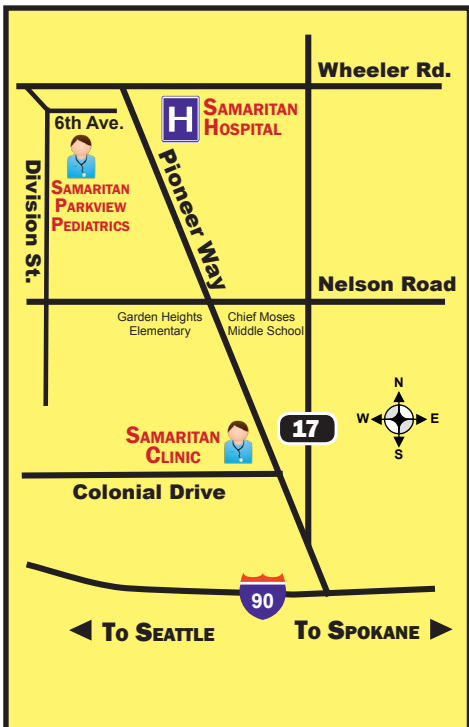 Wheeler Rd.
H
SAMARITAN
HOSPITAL
6th Ave.
SAMARITAN
PARKVIEW
PEDIATRICS
Division St.
Pioneer Way
Nelson Road
Garden Heights
Elementary
Chief Moses
Middle School
N
W
E
S
17
SAMARITAN
CLINIC
Colonial Drive
90
TO SEATTLE
TO SPOKANE